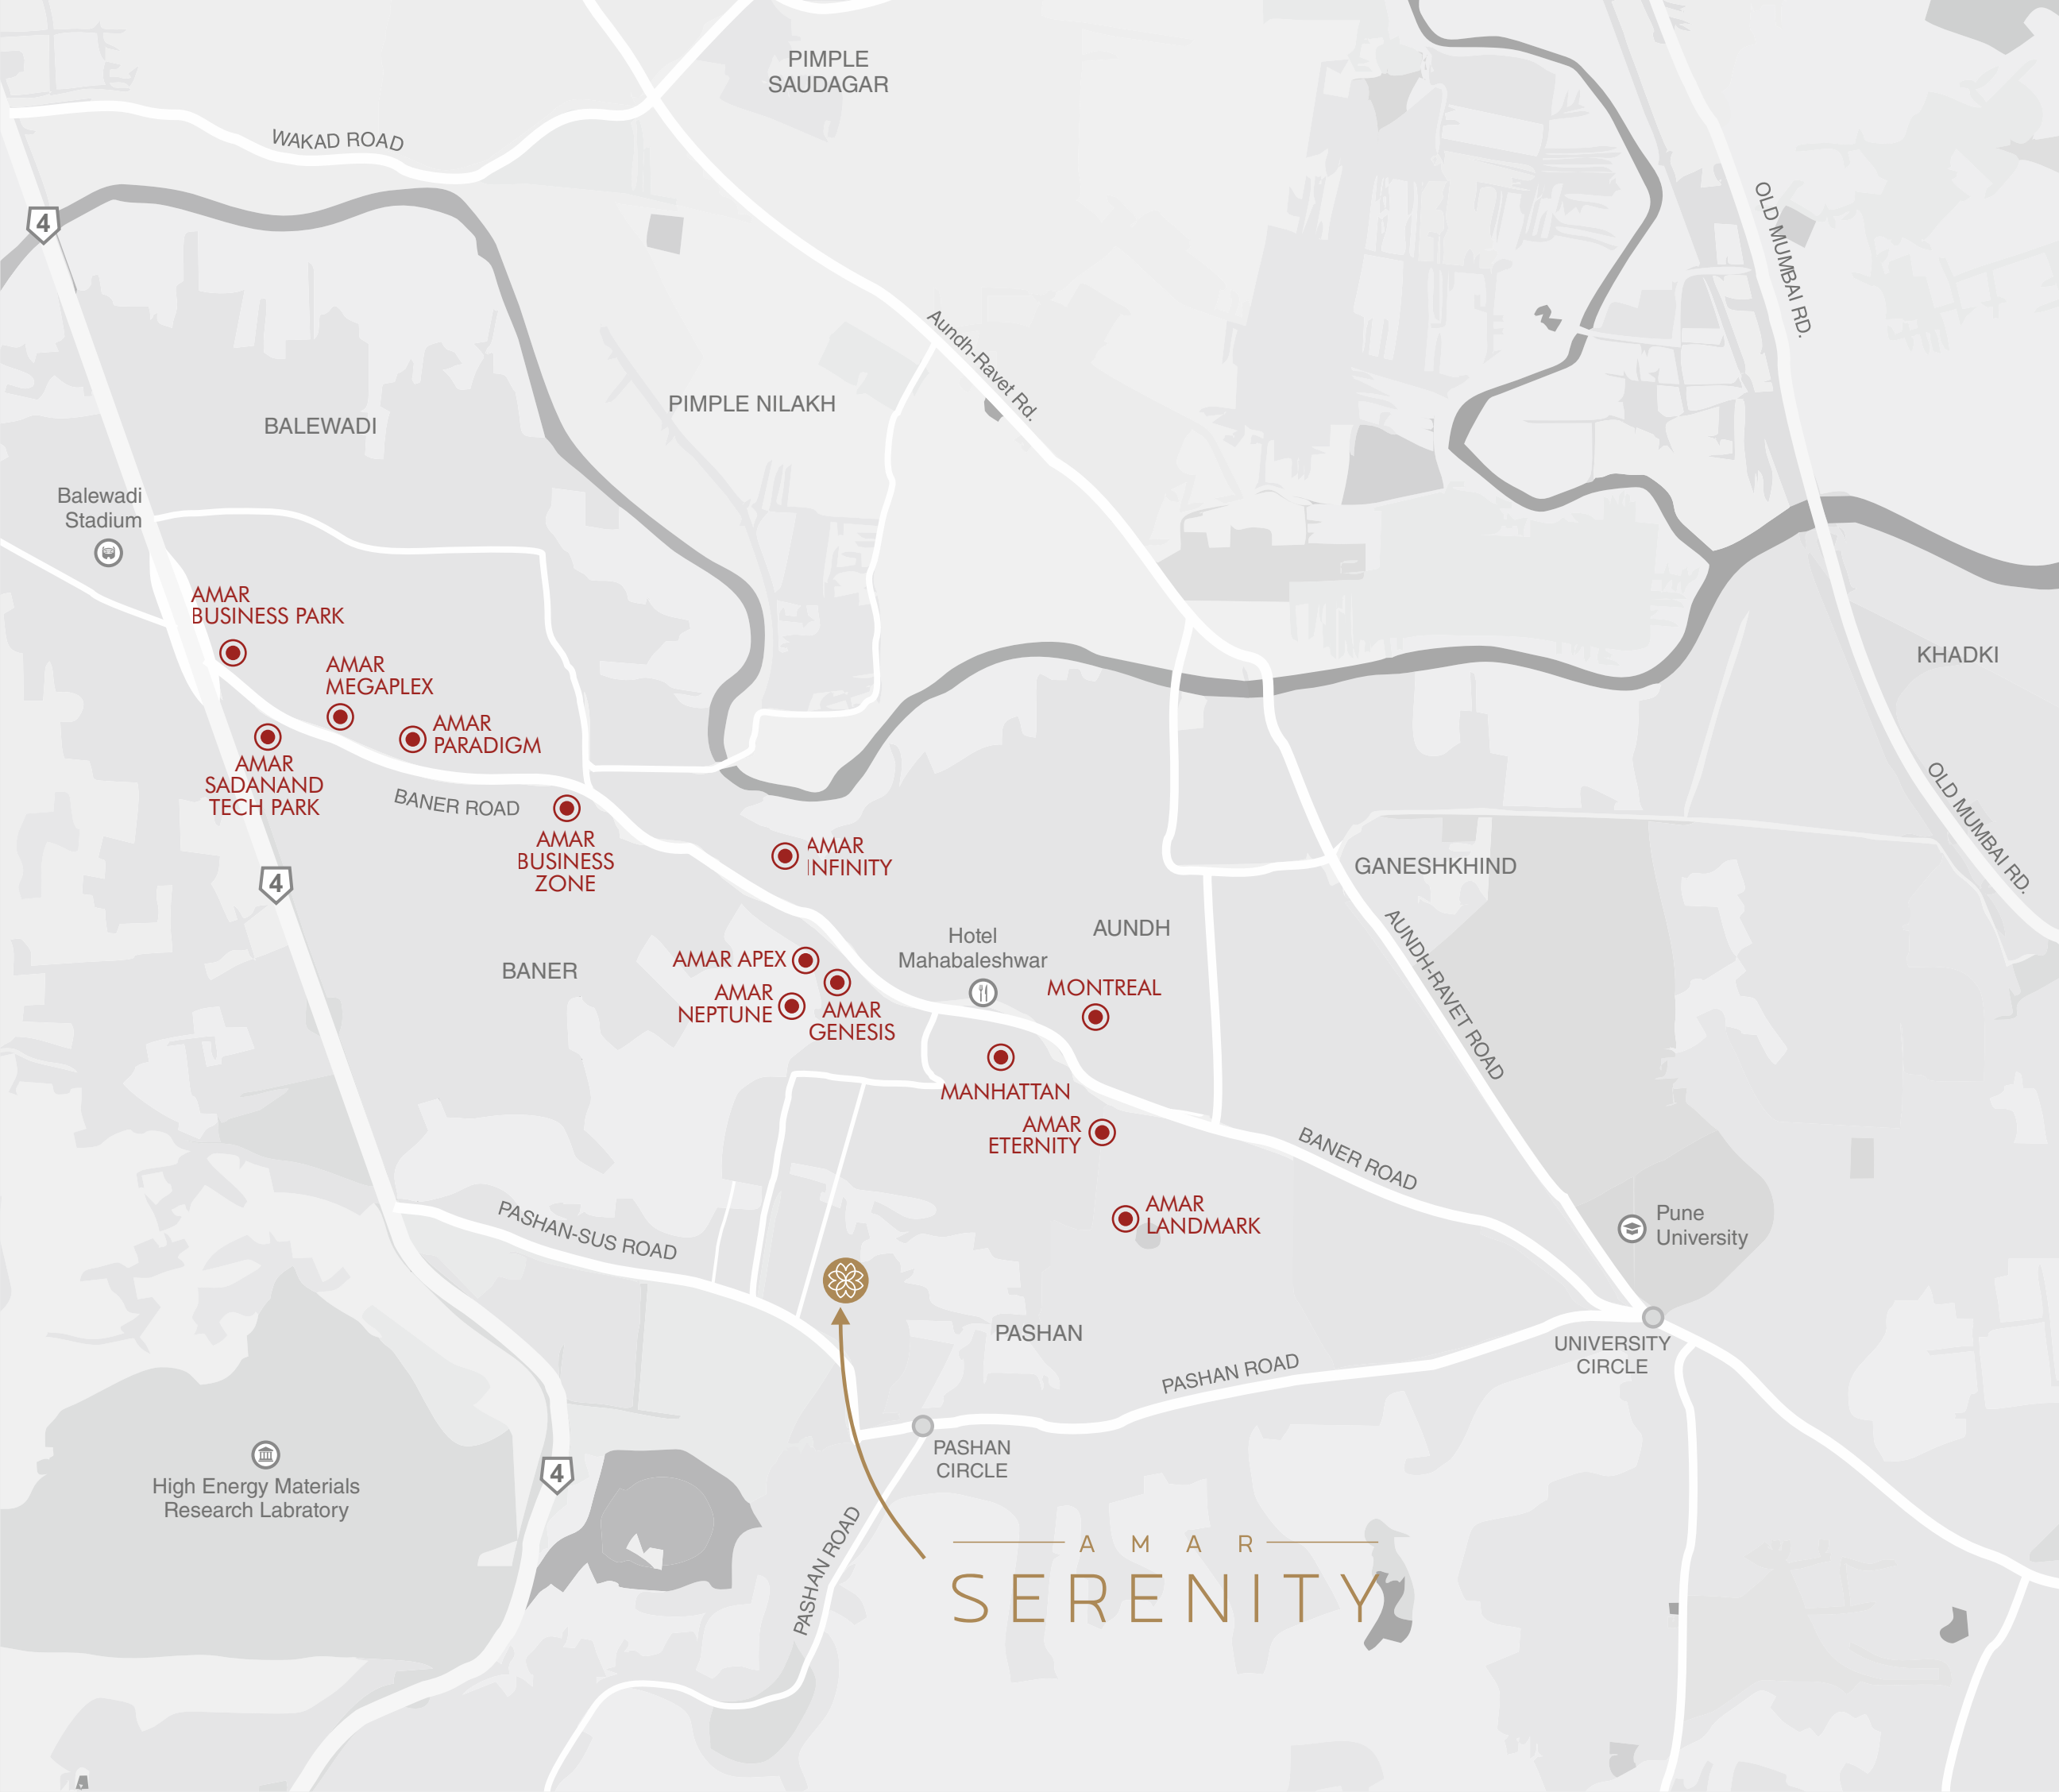 PIMPLE
SAUDAGAR
WAKAD ROAD
4
OLD MUMBAI RD.
Aundh-Ravet Rd.
PIMPLE NILAKH
BALEWADI
Balewadi
Stadium
AMAR
BUSINESS PARK
KHADKI
AMAR
MEGAPLEX
AMAR
PARADIGM
AMAR
SADANAND
TECH PARK
BANER ROAD
OLD MUMBAI RD.
AMAR
BUSINESS
ZONE
AMAR
INFINITY
GANESHKHIND
4
AUNDH
Hotel
Mahabaleshwar
AUNDH-RAVET ROAD
BANER
AMAR APEX
AMAR
NEPTUNE
AMAR
GENESIS
MONTREAL
MANHATTAN
AMAR
ETERNITY
BANER ROAD
AMAR
LANDMARK
Pune
University
PASHAN-SUS ROAD
PASHAN
UNIVERSITY
CIRCLE
PASHAN ROAD
PASHAN
CIRCLE
4
High Energy Materials
Research Labratory
PASHAN ROAD
AMAR
SERENITY